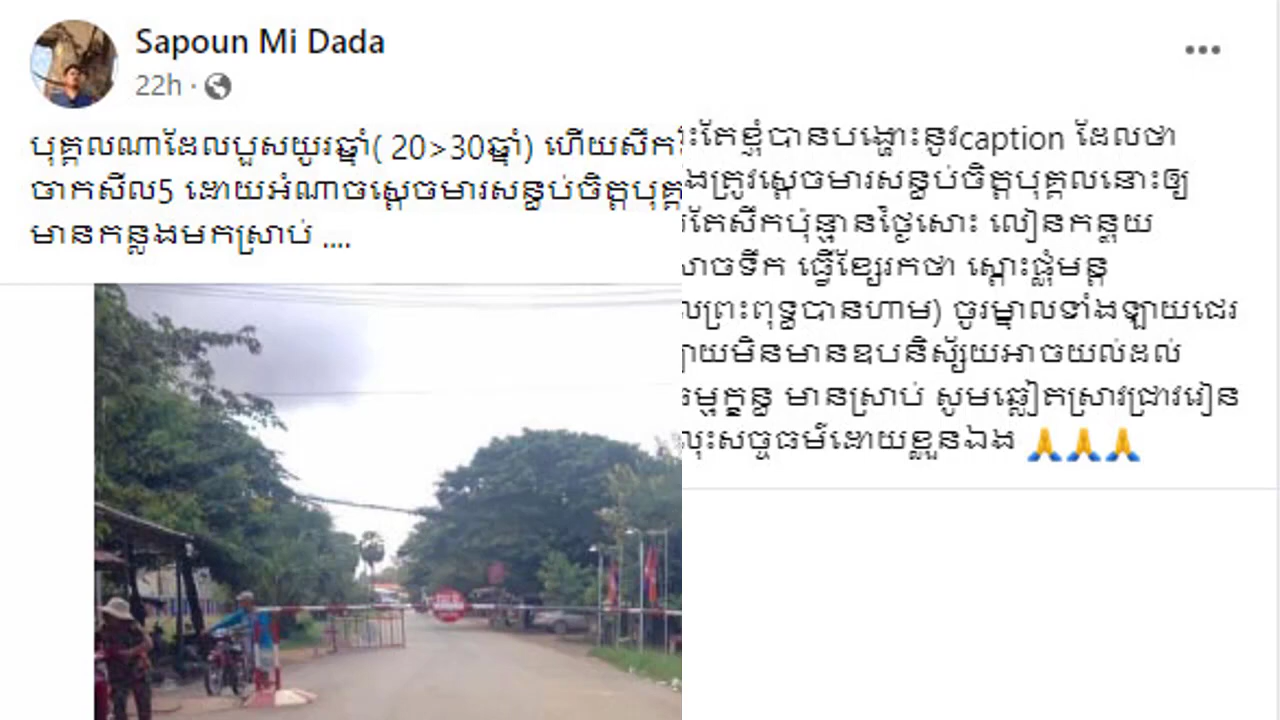 Sapoun Mi Dada
22h
បុគ្គលណាដែលបួសយូរឆ្នាំ( 20>30ឆ្នាំ) ហើយសឹក
ចាកសីល5 ដោយអំណាចស្តេចមារសន្ធប់ចិត្តបុគ្គ
មានកន្លងមកស្រាប់ ....
ះតែខ្ញុំបានបង្ហោះនូវcaption ដែលថា
ងត្រូវស្តេចមារសន្ធប់ចិត្តបុគ្គលនោះឲ្យ
តែសឹកប៉ុន្មានថ្ងៃសោះ លៀនកន្ទុយ
សាចទឹក ធ្វើខ្សែរកថា ស្តោះផ្លុំមន្ត
លព្រះពុទ្ធបានហាម) ចូរម្នាលទាំងឡាយជេរ
ឡាយមិនមានឧបនិស្ស័យអាចយល់ដល់
ធម្មក្ខន្ធ មានស្រាប់ សូមឆ្លៀតស្រាវជ្រាវរៀន
លុះសច្ចធម៌ដោយខ្លួនឯង 🙏🙏🙏